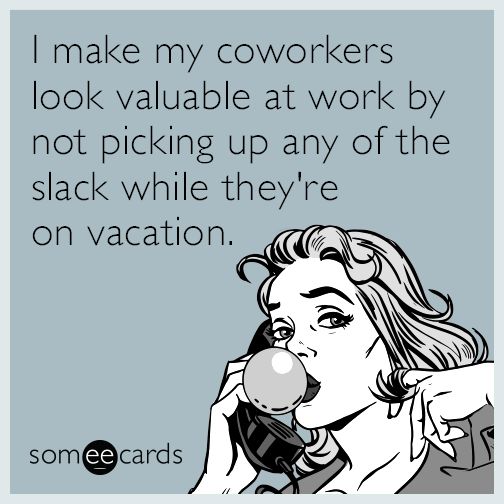 I make my coworkers
look valuable at work by
not picking up any of the
slack while they're
on vacation.
someecards